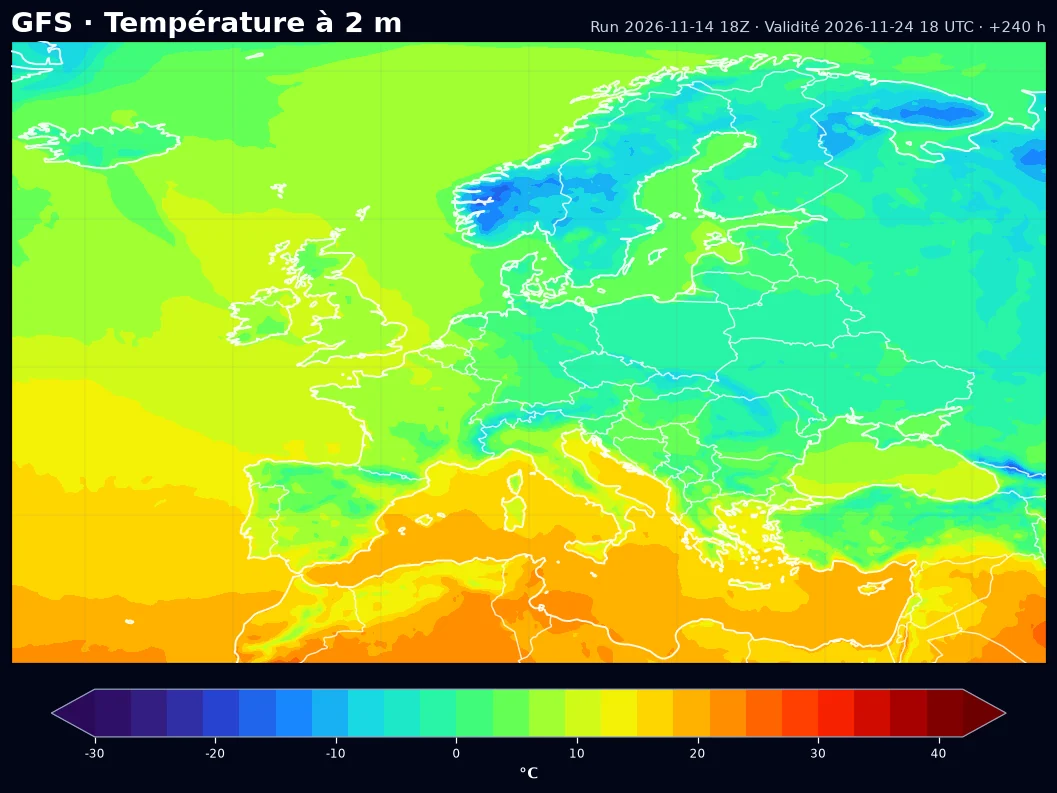 GFS · Température à 2 m
Run 2026-11-14 18Z · Validité 2026-11-24 18 UTC · +240 h
-30 -20 -10 0 10 20 30 40
°C